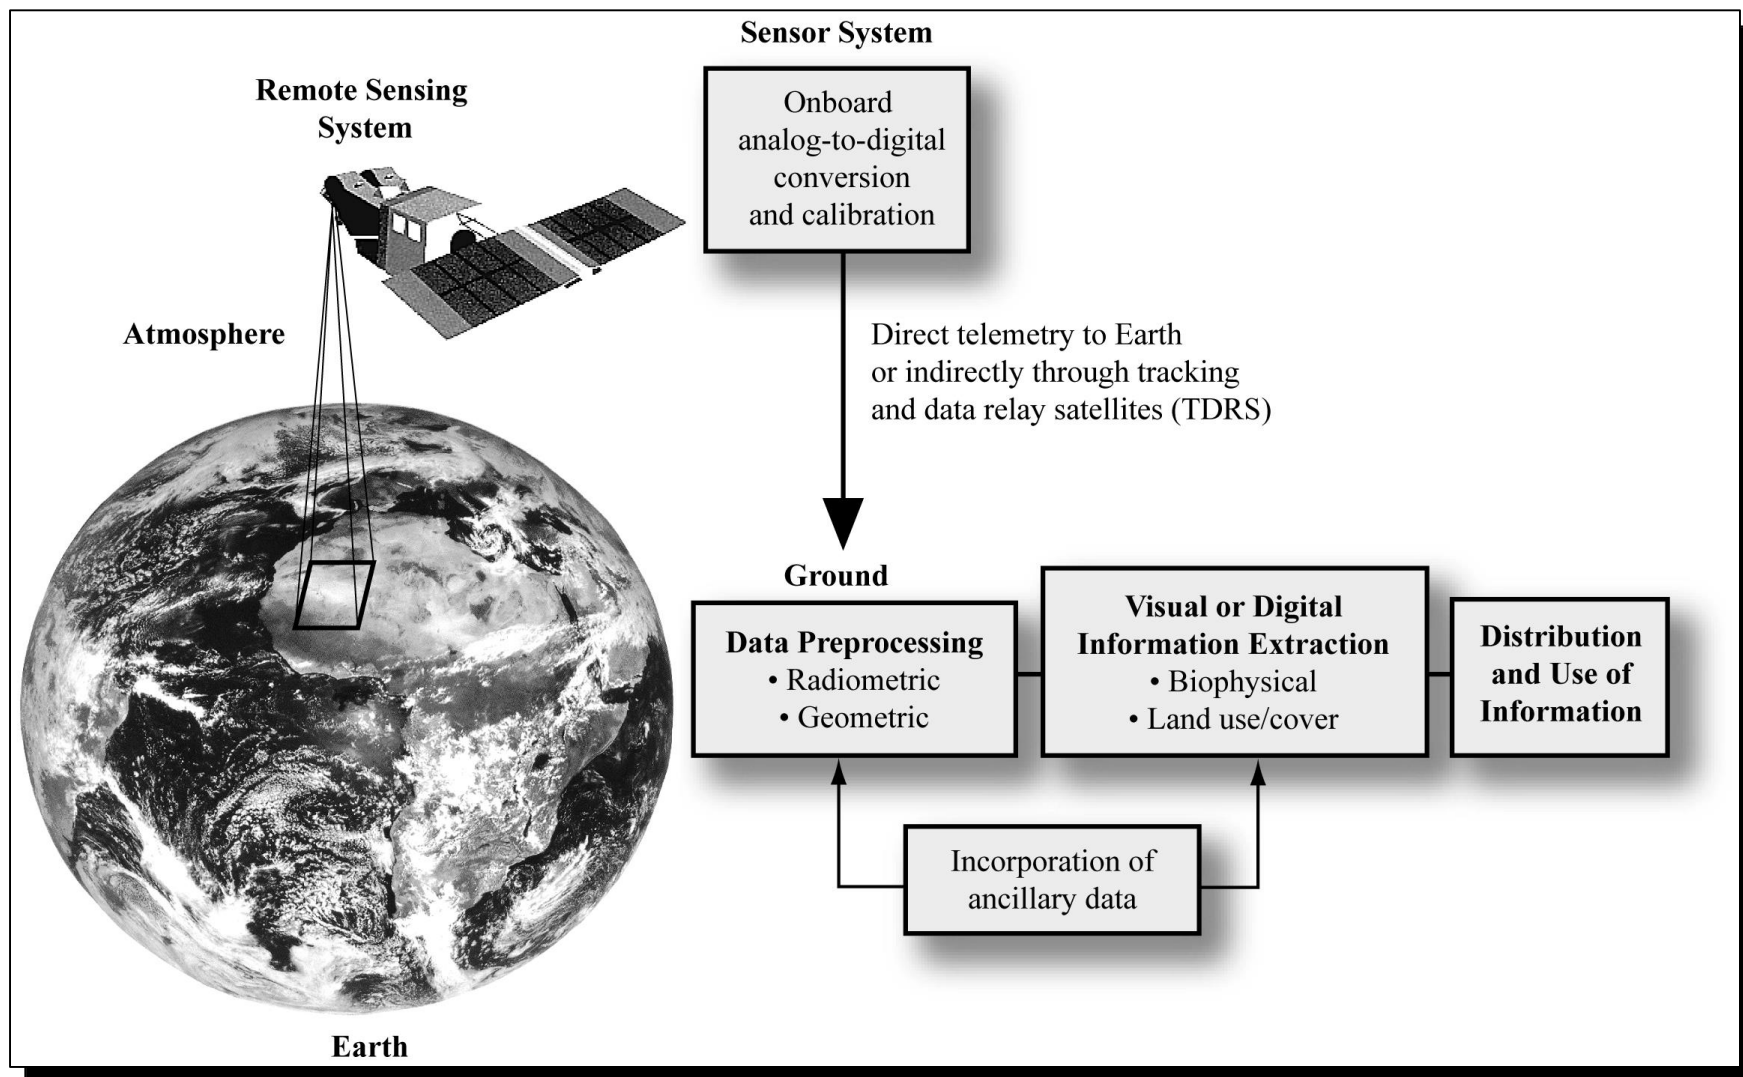 Sensor System
Onboard
analog-to-digital
conversion
and calibration
Remote Sensing
System
Atmosphere
Direct telemetry to Earth
or indirectly through tracking
and data relay satellites (TDRS)
Ground
Data Preprocessing
• Radiometric
• Geometric
Visual or Digital
Information Extraction
• Biophysical
• Land use/cover
Distribution
and Use of
Information
Incorporation of
ancillary data
Earth